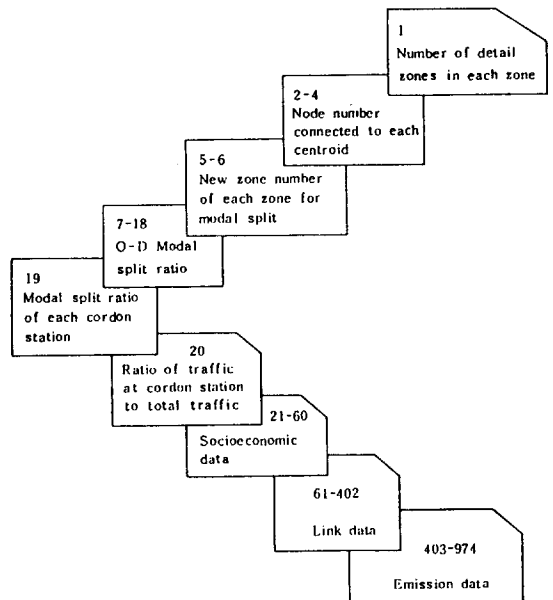 1
Number of detail
zones in each zone
2-4
Node number
connected to each
centroid
5-6
New zone number
of each zone for
modal split
7-18
O-D Modal
split ratio
19
Modal split ratio
of each cordon
station
20
Ratio of traffic
at cordon station
to total traffic
21-60
Socioeconomic
data
61-402
Link data
403-974
Emission data